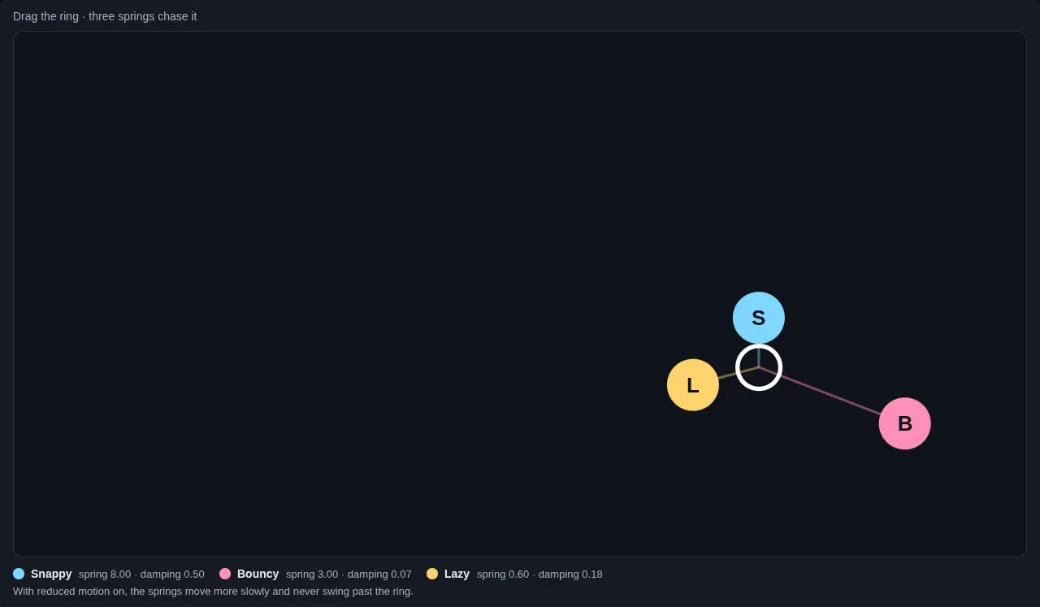 Drag the ring · three springs chase it
S
L
B
Snappy spring 8.00 · damping 0.50 Bouncy spring 3.00 · damping 0.07 Lazy spring 0.60 · damping 0.18
With reduced motion on, the springs move more slowly and never swing past the ring.